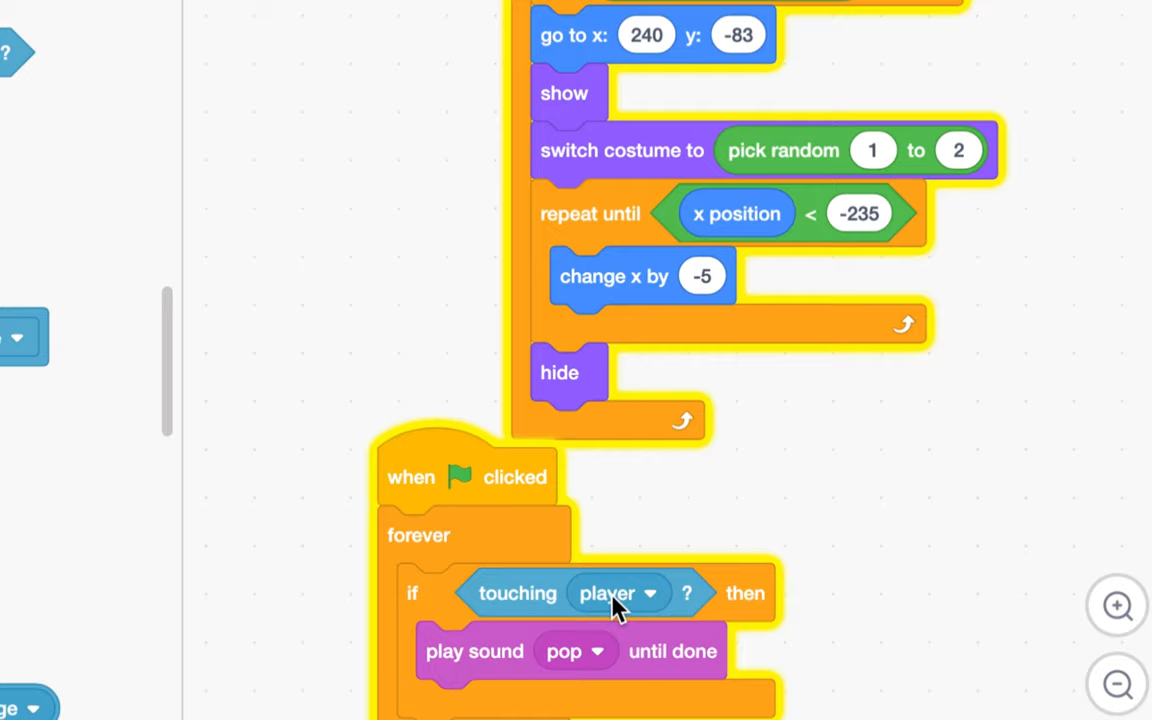 ?
go to x: 240 y: -83
show
switch costume to pick random 1 to 2
repeat until x position < -235
change x by -5
hide
when clicked
forever
if touching player ? then
play sound pop until done
ge